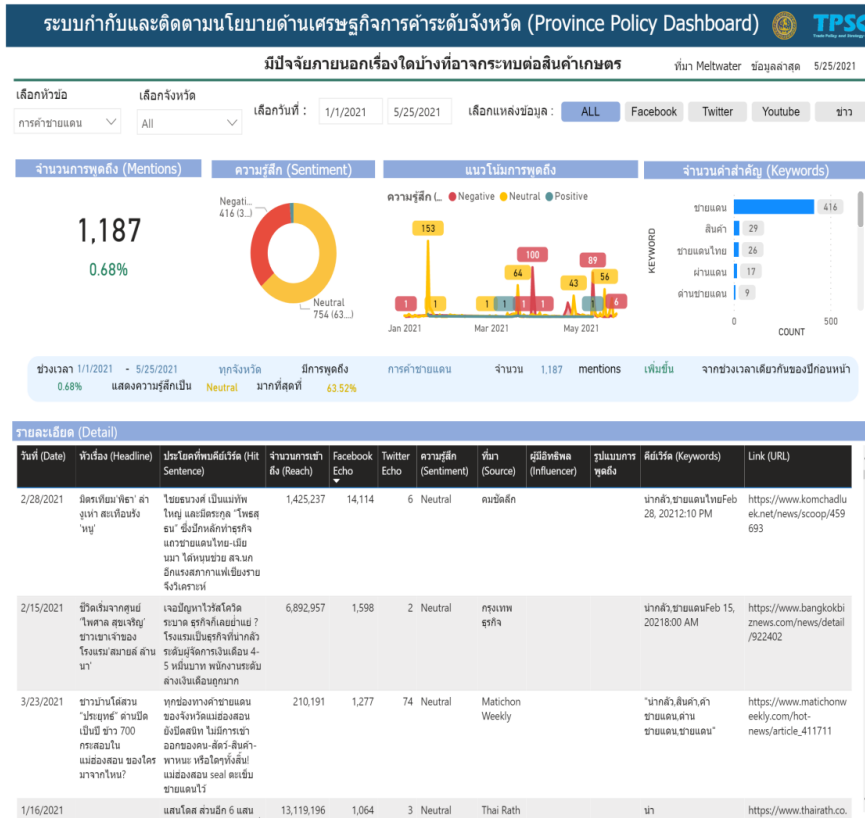 ระบบกำกับและติดตามนโยบายด้านเศรษฐกิจการค้าระดับจังหวัด (Province Policy Dashboard) TPSO
มีปัจจัยภายนอกเรื่องใดบ้างที่อาจกระทบต่อสินค้าเกษตร ที่มา Meltwater ข้อมูลล่าสุด 5/25/2021
เลือกหัวข้อ เลือกจังหวัด
การค้าชายแดน All เลือกวันที่ : 1/1/2021 5/25/2021 เลือกแหล่งข้อมูล : ALL Facebook Twitter Youtube ข่าว
จำนวนการพูดถึง (Mentions) ความรู้สึก (Sentiment) แนวโน้มการพูดถึง จำนวนคำสำคัญ (Keywords)
1,187
0.68%
Negati...
416 (3...)
Neutral
754 (63...)
ความรู้สึก (... Negative Neutral Positive
153
100
89
64
43
56
1 1 1 1 1 1 1 6
Jan 2021 Mar 2021 May 2021
KEYWORD
ชายแดน 416
สินค้า 29
ชายแดนไทย 26
ผ่านแดน 17
ด่านชายแดน 9
0 500
COUNT
ช่วงเวลา 1/1/2021 - 5/25/2021 ทุกจังหวัด มีการพูดถึง การค้าชายแดน จำนวน 1,187 mentions เพิ่มขึ้น จากช่วงเวลาเดียวกันของปีก่อนหน้า
0.68% แสดงความรู้สึกเป็น Neutral มากที่สุดที่ 63.52%
รายละเอียด (Detail)
วันที่ (Date) หัวเรื่อง (Headline) ประโยคที่พบคีย์เวิร์ด (Hit Sentence) จำนวนการเข้าถึง (Reach) Facebook Echo Twitter Echo ความรู้สึก (Sentiment) ที่มา (Source) ผู้มีอิทธิพล (Influencer) รูปแบบการพูดถึง คีย์เวิร์ด (Keywords) Link (URL)
2/28/2021 มิตรเทียม'พิธา' ล่างูเห่า สะเทือนรัง 'หนู' ไชยธนวงศ์ เป็นแม่ทัพใหญ่ และมีตระกูล "โพธสุธน" ซึ่งปักหลักทำธุรกิจแถวชายแดนไทย-เมียนมา ได้หนุนช่วย สจ.นก อีกแรงสภากาแฟเชียงราย จึงวิเคราะห์ 1,425,237 14,114 6 Neutral คมชัดลึก น่ากลัว,ชายแดนไทยFeb 28, 20212:10 PM https://www.komchadluek.net/news/scoop/459693
2/15/2021 ชีวิตเริ่มจากศูนย์ 'ไพศาล สุขเจริญ' ข่าวเขาเจ้าของโรงแรม'สมายล์ ล้านนา' เจอปัญหาไวรัสโควิดระบาด ธุรกิจก็เลยย่ำแย่ ? โรงแรมเป็นธุรกิจที่น่ากลัว ระดับผู้จัดการเงินเดือน 4-5 หมื่นบาท พนักงานระดับล่างเงินเดือนถูกมาก 6,892,957 1,598 2 Neutral กรุงเทพธุรกิจ น่ากลัว,ชายแดนFeb 15, 20218:00 AM https://www.bangkokbiznews.com/news/detail/922402
3/23/2021 ชาวบ้านโต้สวน "ประยุทธ์" ด่านปิดเป็นปี ข้าว 700 กระสอบในแม่ฮ่องสอน ของใคร มาจากไหน? ทุกช่องทางค้าชายแดนของจังหวัดแม่ฮ่องสอนยังปิดสนิท ไม่มีการเข้าออกของคน-สัตว์-สินค้า-พาหนะ หรือใดๆทั้งสิ้น! แม่ฮ่องสอน seal ตะเข็บชายแดนไว้ 210,191 1,277 74 Neutral Matichon Weekly "น่ากลัว,สินค้า,ค้าชายแดน,ด่านชายแดน,ชายแดน" https://www.matichonweekly.com/hot-news/article_411711
1/16/2021 แสนโดส ส่วนอีก 6 แสน 13,119,196 1,064 3 Neutral Thai Rath น่า https://www.thairath.co.